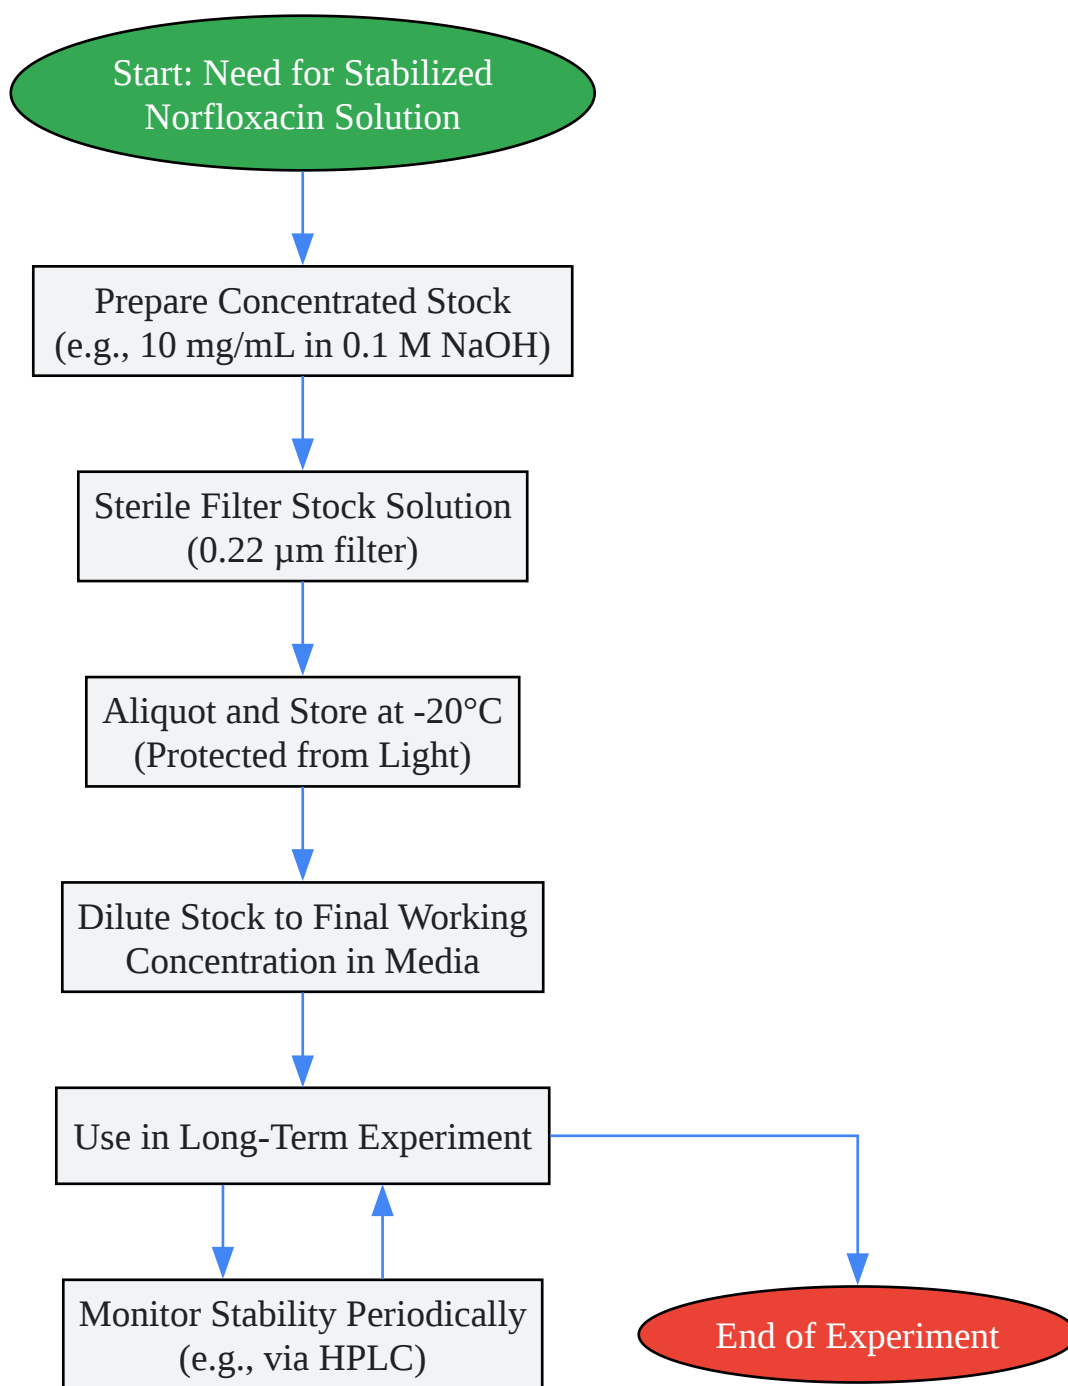 Start: Need for Stabilized
Norfloxacin Solution
Prepare Concentrated Stock
(e.g., 10 mg/mL in 0.1 M NaOH)
Sterile Filter Stock Solution
(0.22 µm filter)
Aliquot and Store at -20°C
(Protected from Light)
Dilute Stock to Final Working
Concentration in Media
Use in Long-Term Experiment
Monitor Stability Periodically
(e.g., via HPLC)
End of Experiment